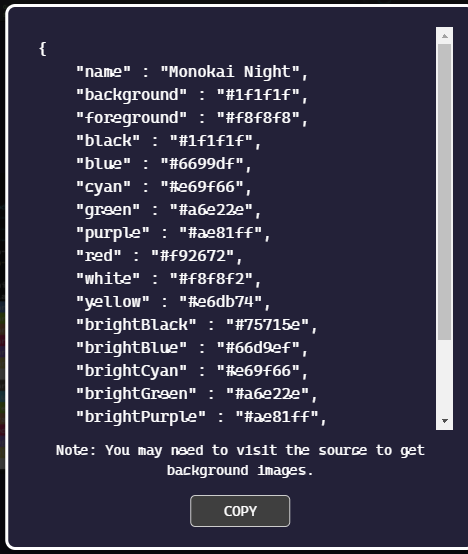 {
"name" : "Monokai Night",
"background" : "#1f1f1f",
"foreground" : "#f8f8f8",
"black" : "#1f1f1f",
"blue" : "#6699df",
"cyan" : "#e69f66",
"green" : "#a6e22e",
"purple" : "#ae81ff",
"red" : "#f92672",
"white" : "#f8f8f2",
"yellow" : "#e6db74",
"brightBlack" : "#75715e",
"brightBlue" : "#66d9ef",
"brightCyan" : "#e69f66",
"brightGreen" : "#a6e22e",
"brightPurple" : "#ae81ff",
Note: You may need to visit the source to get
background images.
COPY